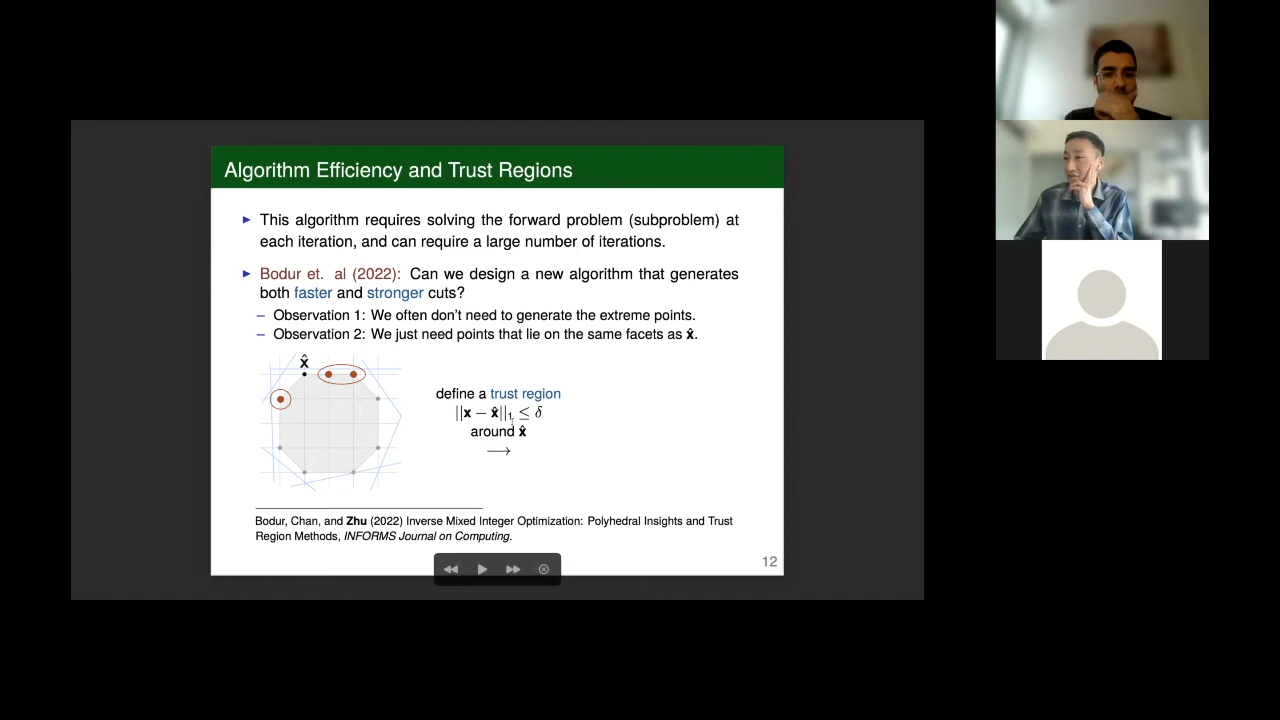 Algorithm Efficiency and Trust Regions
► This algorithm requires solving the forward problem (subproblem) at
each iteration, and can require a large number of iterations.
► Bodur et. al (2022): Can we design a new algorithm that generates
both faster and stronger cuts?
– Observation 1: We often don't need to generate the extreme points.
– Observation 2: We just need points that lie on the same facets as x̂.
x̂
define a trust region
||x − x̂||₁ ≤ δ
around x̂
→
Bodur, Chan, and Zhu (2022) Inverse Mixed Integer Optimization: Polyhedral Insights and Trust
Region Methods, INFORMS Journal on Computing.
12